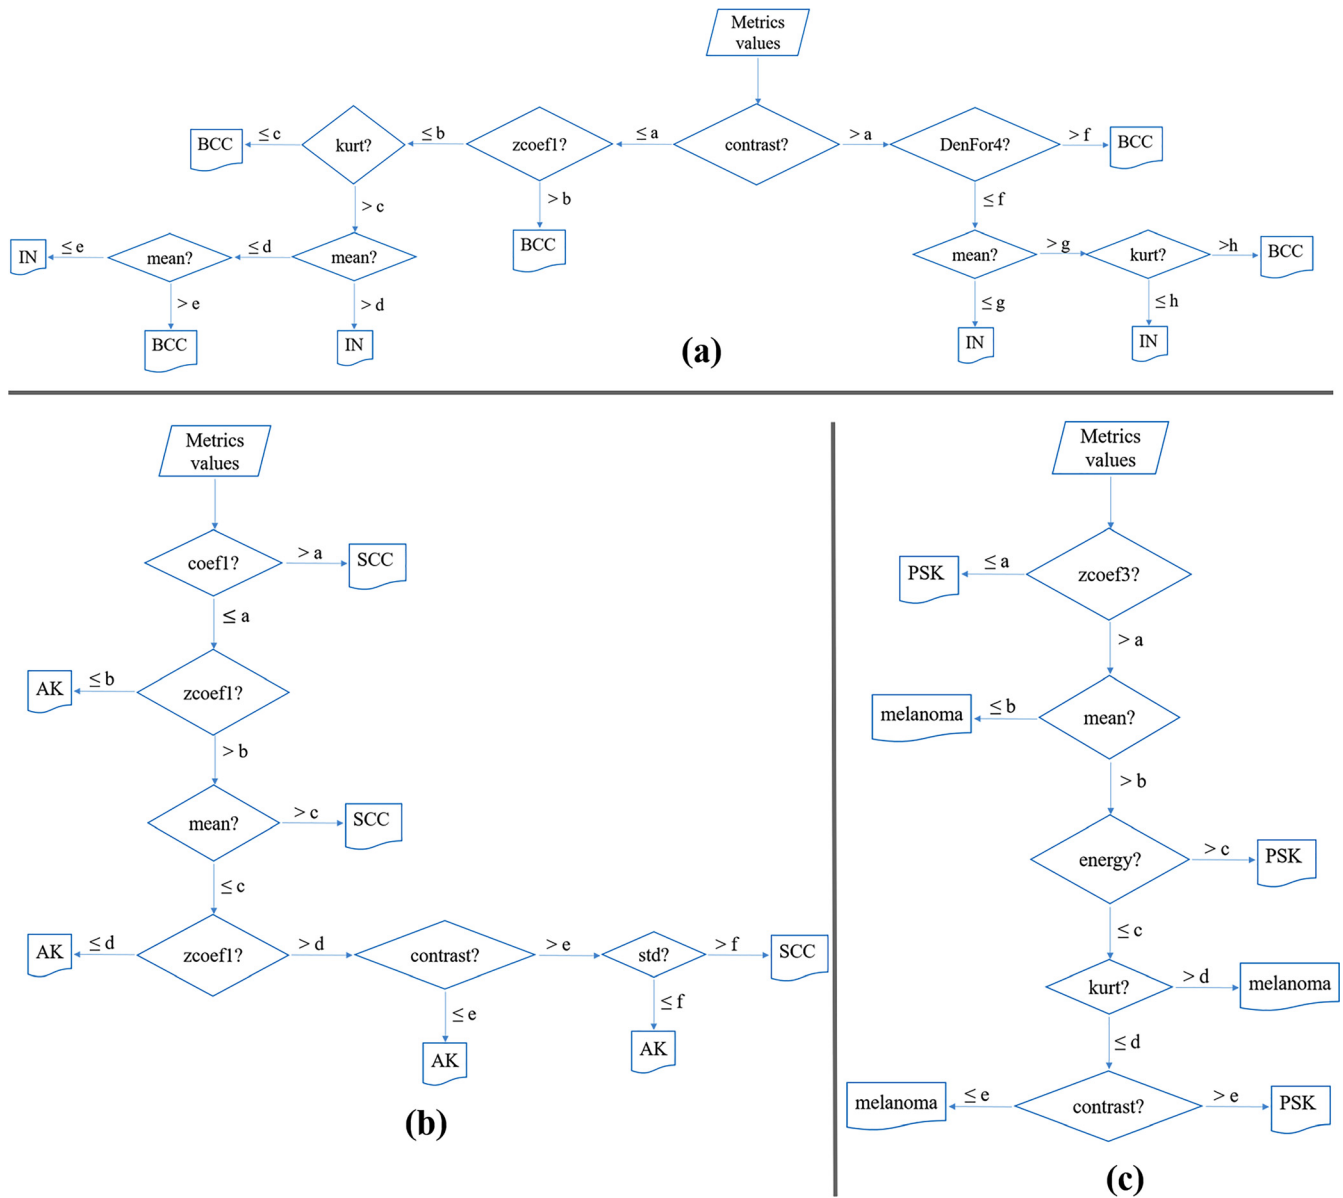 Metrics
values
BCC
≤ c
kurt?
≤ b
zcoef1?
≤ a
contrast?
> a
DenFor4?
> f
BCC
> c
> b
≤ f
BCC
IN
≤ e
mean?
≤ d
mean?
mean?
> g
kurt?
>h
BCC
> e
> d
≤ g
≤ h
BCC
IN
IN
IN
(a)
Metrics
values
coef1?
> a
SCC
≤ a
AK
≤ b
zcoef1?
> b
mean?
> c
SCC
≤ c
AK
≤ d
zcoef1?
> d
contrast?
> e
std?
> f
SCC
≤ e
≤ f
AK
AK
(b)
Metrics
values
PSK
≤ a
zcoef3?
> a
melanoma
≤ b
mean?
> b
energy?
> c
PSK
≤ c
kurt?
> d
melanoma
≤ d
melanoma
≤ e
contrast?
> e
PSK
(c)